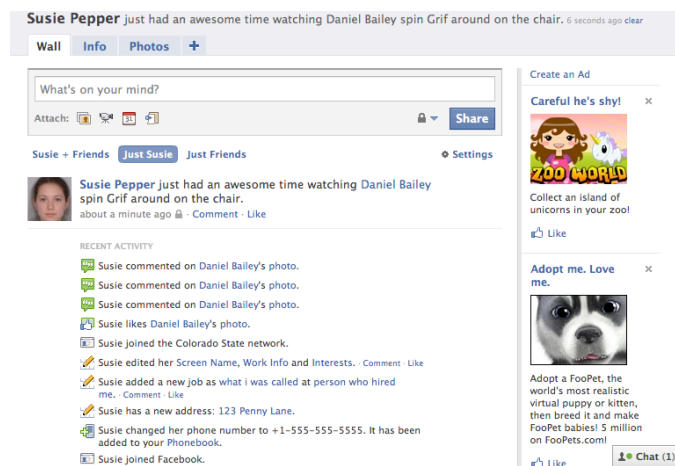 Susie Pepper just had an awesome time watching Daniel Bailey spin Grif around on the chair. 6 seconds ago clear
Wall Info Photos +
What's on your mind?
Attach: 31 Share
Susie + Friends Just Susie Just Friends Settings
Susie Pepper just had an awesome time watching Daniel Bailey
spin Grif around on the chair.
about a minute ago · Comment · Like
RECENT ACTIVITY
Susie commented on Daniel Bailey's photo.
Susie commented on Daniel Bailey's photo.
Susie commented on Daniel Bailey's photo.
Susie likes Daniel Bailey's photo.
Susie joined the Colorado State network.
Susie edited her Screen Name, Work Info and Interests. · Comment · Like
Susie added a new job as what i was called at person who hired
me. · Comment · Like
Susie has a new address: 123 Penny Lane.
Susie changed her phone number to +1-555-555-5555. It has been
added to your Phonebook.
Susie joined Facebook.
Create an Ad
Careful he's shy! ×
ZOO WORLD
Collect an island of
unicorns in your zoo!
Like
Adopt me. Love ×
me.
Adopt a FooPet, the
world's most realistic
virtual puppy or kitten,
then breed it and make
FooPet babies! 5 million
on FooPets.com!
Like
Chat (1)